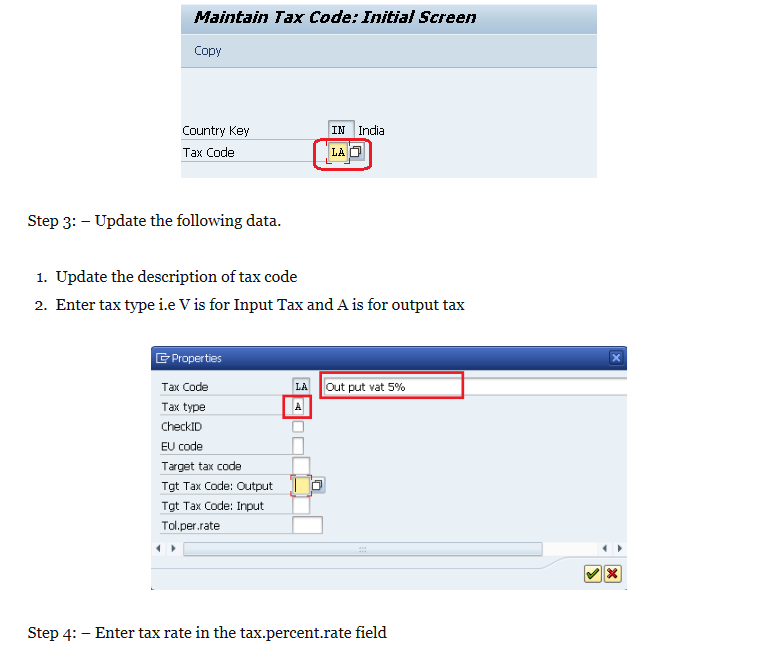 Maintain Tax Code: Initial Screen
Copy
Country Key IN India
Tax Code LA
Step 3: – Update the following data.
1. Update the description of tax code
2. Enter tax type i.e V is for Input Tax and A is for output tax
Properties
Tax Code LA Out put vat 5%
Tax type A
CheckID
EU code
Target tax code
Tgt Tax Code: Output
Tgt Tax Code: Input
Tol.per.rate
Step 4: – Enter tax rate in the tax.percent.rate field